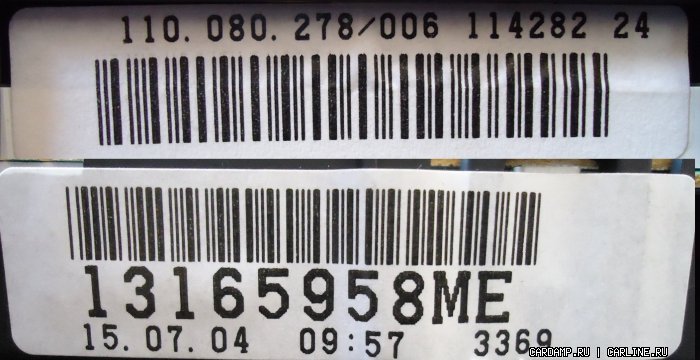 110.080.278/006 114282 24
13165958ME
15.07.04 09:57 3369
CARDAMP.RU | CARLINE.RU